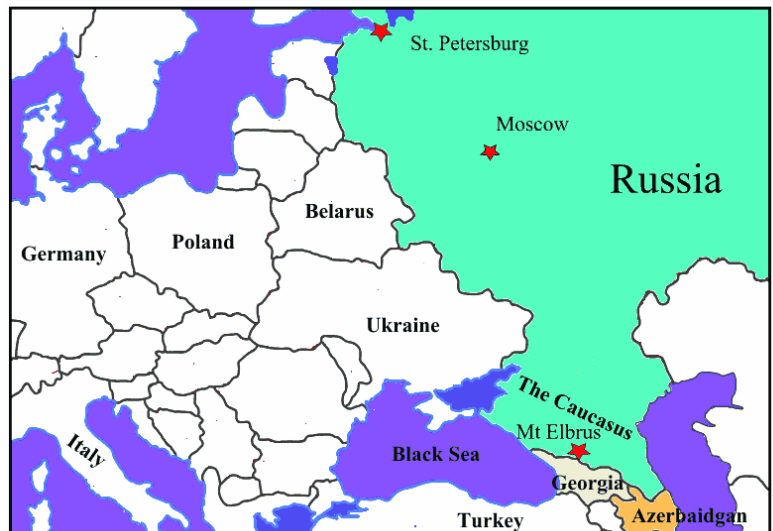 St. Petersburg
Moscow
Russia
Belarus
Poland
Germany
Ukraine
The Caucasus
Mt Elbrus
Italy
Black Sea
Georgia
Azerbaidgan
Turkey